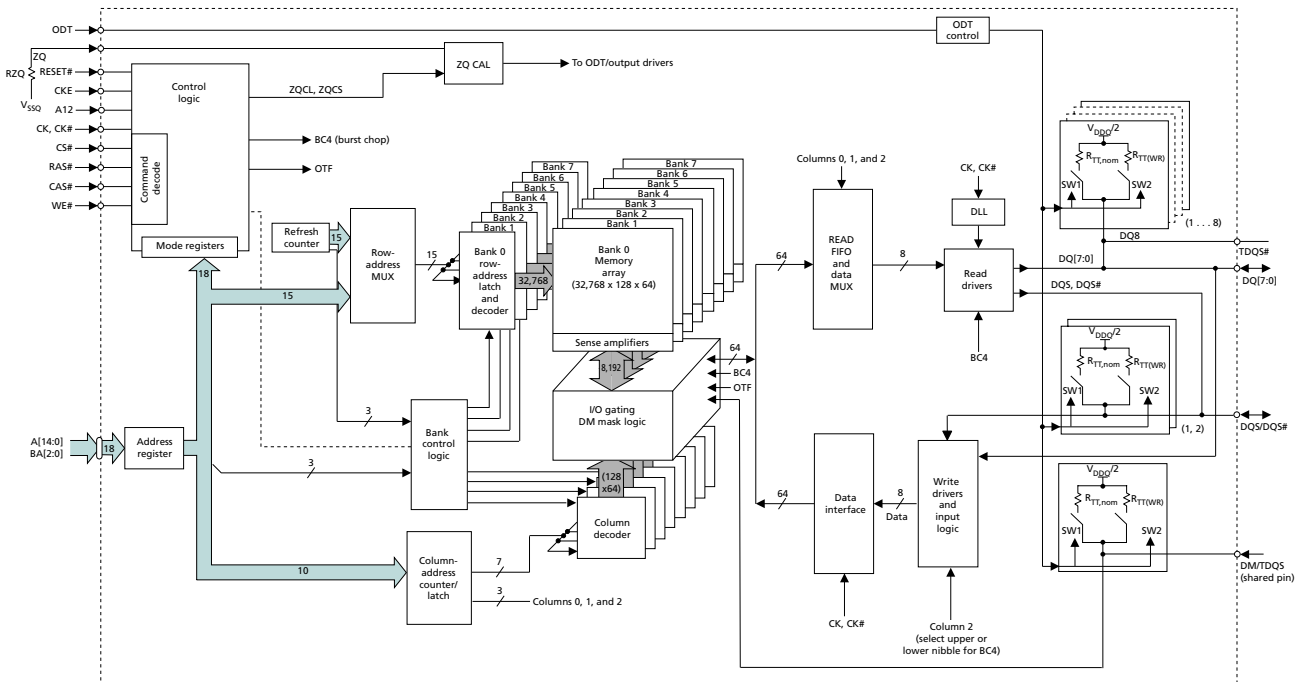 ODT
ODT
control
ZQ
RZQ
VSSQ
RESET#
CKE
A12
CK, CK#
CS#
RAS#
CAS#
WE#
Control
logic
Command
decode
Mode registers
ZQ CAL
To ODT/output drivers
ZQCL, ZQCS
BC4 (burst chop)
OTF
Refresh
counter
15
Row-
address
MUX
15
18
15
Bank 7
Bank 6
Bank 5
Bank 4
Bank 3
Bank 2
Bank 1
Bank 0
row-
address
latch
and
decoder
32,768
Bank 7
Bank 6
Bank 5
Bank 4
Bank 3
Bank 2
Bank 1
Bank 0
Memory
array
(32,768 x 128 x 64)
Sense amplifiers
8,192
I/O gating
DM mask logic
64
BC4
OTF
(128
x64)
Column
decoder
A[14:0]
BA[2:0]
18
Address
register
3
3
Bank
control
logic
10
Column-
address
counter/
latch
7
3
Columns 0, 1, and 2
Columns 0, 1, and 2
64
READ
FIFO
and
data
MUX
8
CK, CK#
DLL
Read
drivers
BC4
DQ8
DQ[7:0]
DQS, DQS#
64
Data
interface
CK, CK#
8
Data
Write
drivers
and
input
logic
Column 2
(select upper or
lower nibble for BC4)
VDDQ/2
RTT,nom
RTT(WR)
SW1
SW2
(1 . . . 8)
TDQS#
DQ[7:0]
VDDQ/2
RTT,nom
RTT(WR)
SW1
SW2
(1, 2)
DQS/DQS#
VDDQ/2
RTT,nom
RTT(WR)
SW1
SW2
DM/TDQS
(shared pin)